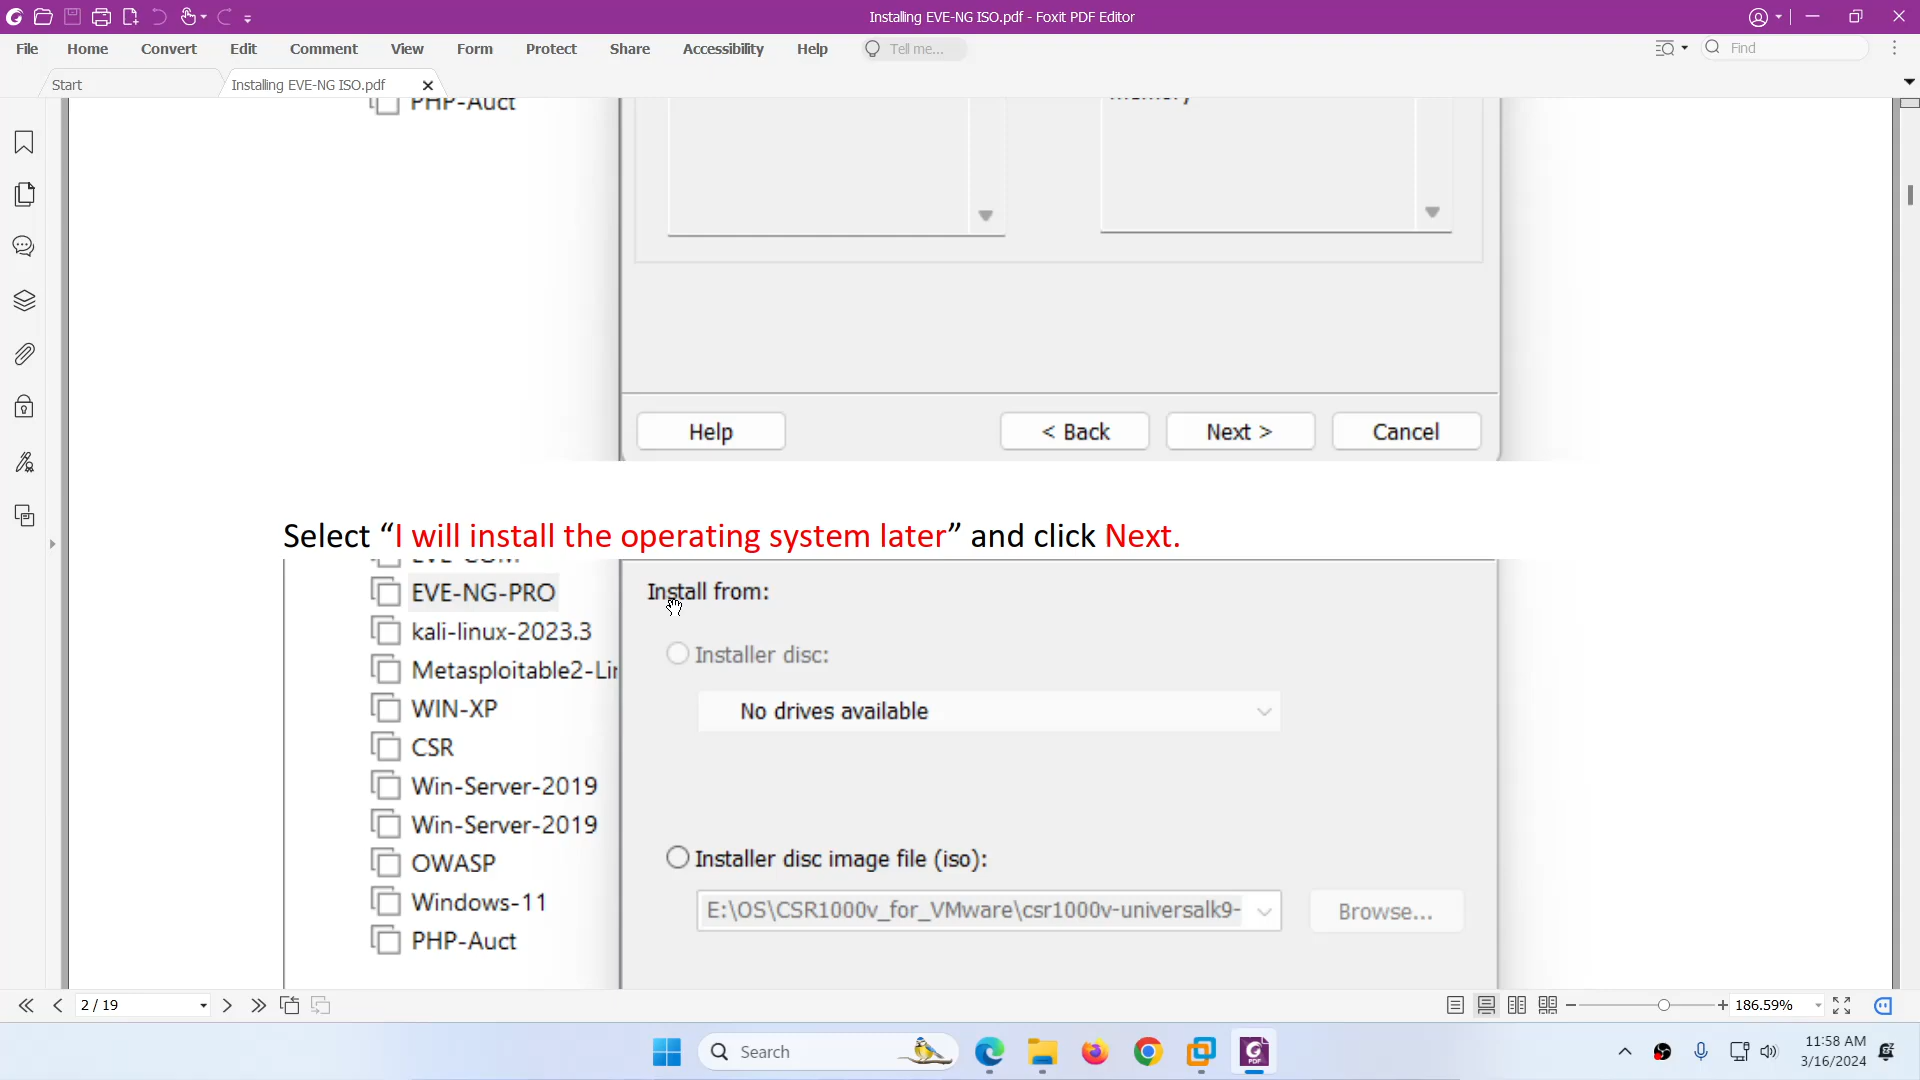 Installing EVE-NG ISO.pdf - Foxit PDF Editor
File Home Convert Edit Comment View Form Protect Share Accessibility Help Tell me... Find
Start Installing EVE-NG ISO.pdf
PHP-Auct
Help < Back Next > Cancel
Select “I will install the operating system later” and click Next.
Install from:
EVE-NG-PRO
kali-linux-2023.3
Installer disc:
Metasploitable2-Lin
WIN-XP
No drives available
CSR
Win-Server-2019
Win-Server-2019
OWASP
Installer disc image file (iso):
Windows-11
E:\OS\CSR1000v_for_VMware\csr1000v-universalk9-
Browse...
PHP-Auct
2 / 19
186.59%
Search
11:58 AM
3/16/2024